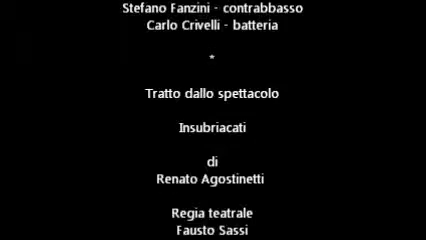 Stefano Fanzini - contrabbasso
Carlo Crivelli - batteria
*
Tratto dallo spettacolo
Insubriacati
di
Renato Agostinetti
Regia teatrale
Fausto Sassi